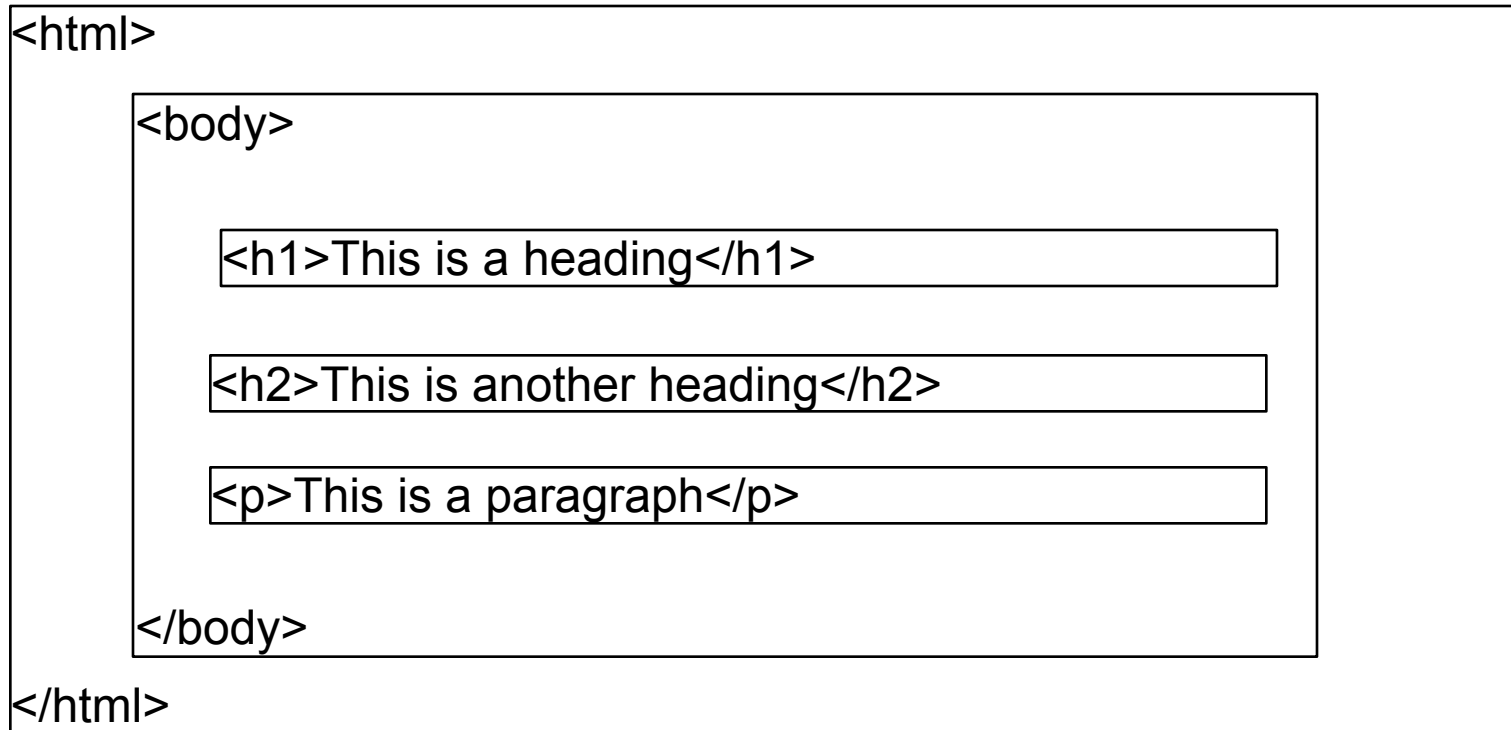 <html>
<body>
<h1>This is a heading</h1>
<h2>This is another heading</h2>
<p>This is a paragraph</p>
</body>
</html>